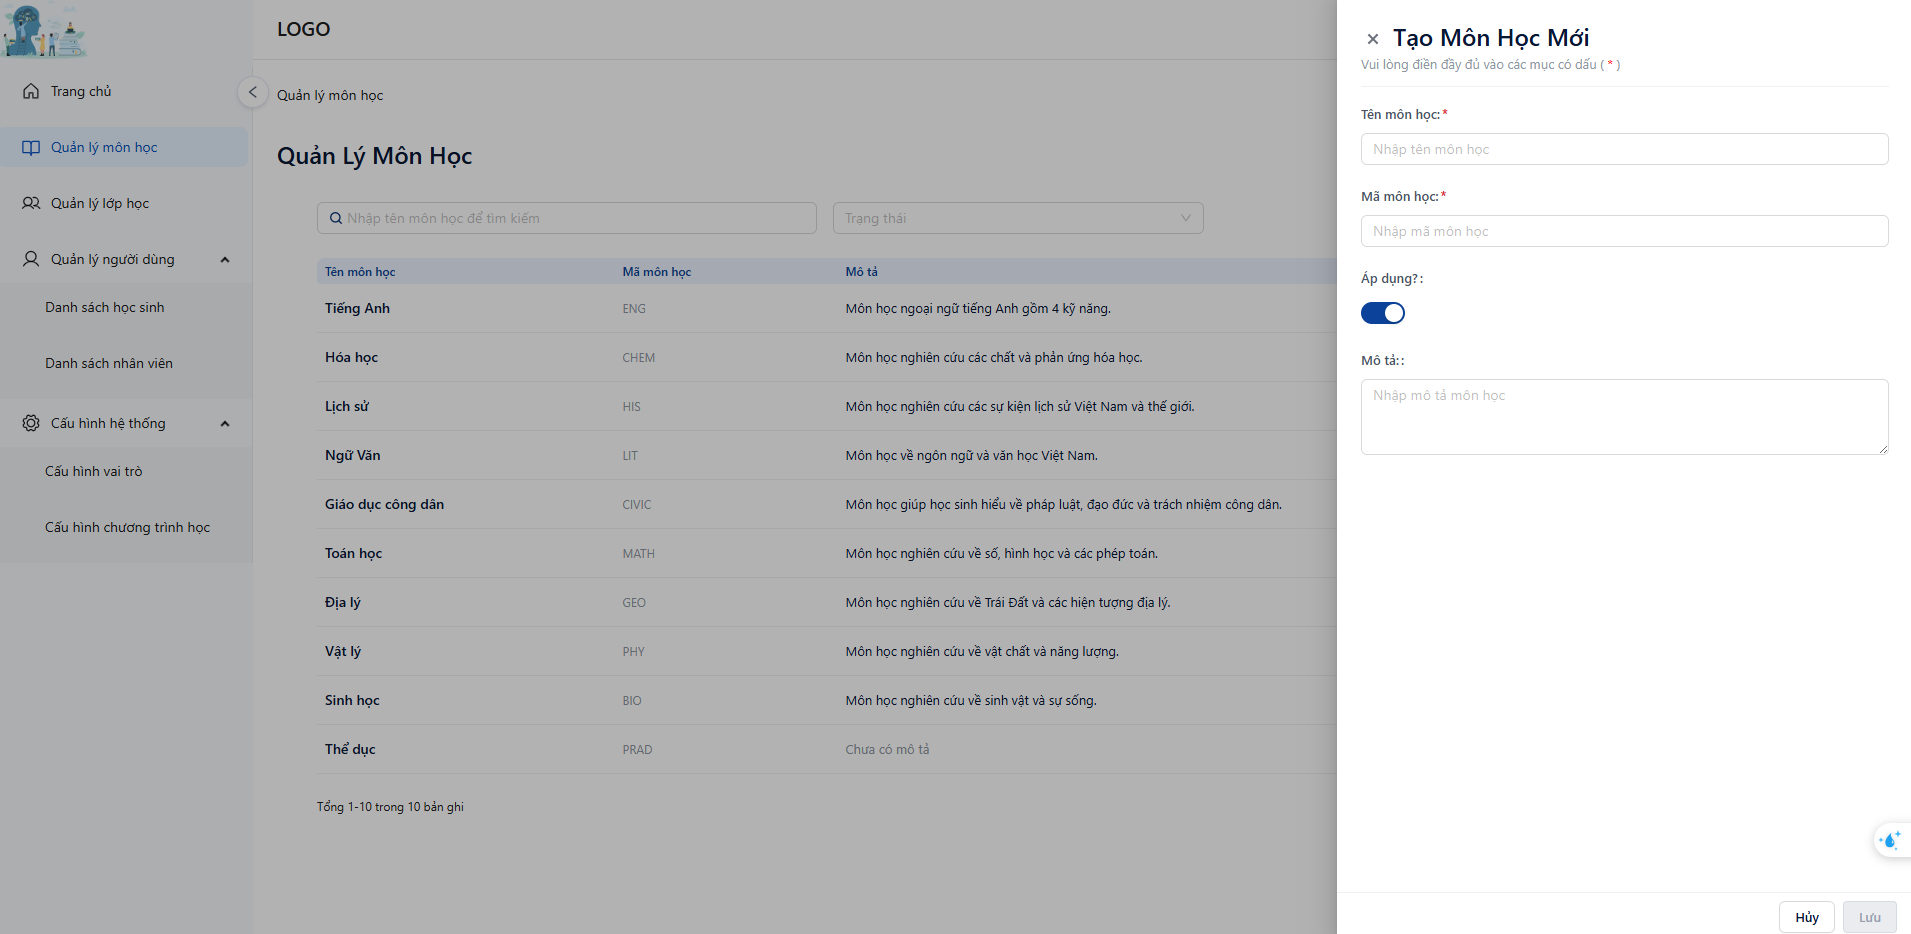 LOGO
Trang chủ
Quản lý môn học
Quản lý lớp học
Quản lý người dùng
Danh sách học sinh
Danh sách nhân viên
Cấu hình hệ thống
Cấu hình vai trò
Cấu hình chương trình học
Quản lý môn học
Quản Lý Môn Học
Nhập tên môn học để tìm kiếm Trạng thái
Tên môn học Mã môn học Mô tả
Tiếng Anh ENG Môn học ngoại ngữ tiếng Anh gồm 4 kỹ năng.
Hóa học CHEM Môn học nghiên cứu các chất và phản ứng hóa học.
Lịch sử HIS Môn học nghiên cứu các sự kiện lịch sử Việt Nam và thế giới.
Ngữ Văn LIT Môn học về ngôn ngữ và văn học Việt Nam.
Giáo dục công dân CIVIC Môn học giúp học sinh hiểu về pháp luật, đạo đức và trách nhiệm công dân.
Toán học MATH Môn học nghiên cứu về số, hình học và các phép toán.
Địa lý GEO Môn học nghiên cứu về Trái Đất và các hiện tượng địa lý.
Vật lý PHY Môn học nghiên cứu về vật chất và năng lượng.
Sinh học BIO Môn học nghiên cứu về sinh vật và sự sống.
Thể dục PRAD Chưa có mô tả
Tổng 1-10 trong 10 bản ghi
Tạo Môn Học Mới
Vui lòng điền đầy đủ vào các mục có dấu ( * )
Tên môn học: *
Nhập tên môn học
Mã môn học: *
Nhập mã môn học
Áp dụng? :
Mô tả: :
Nhập mô tả môn học
Hủy Lưu